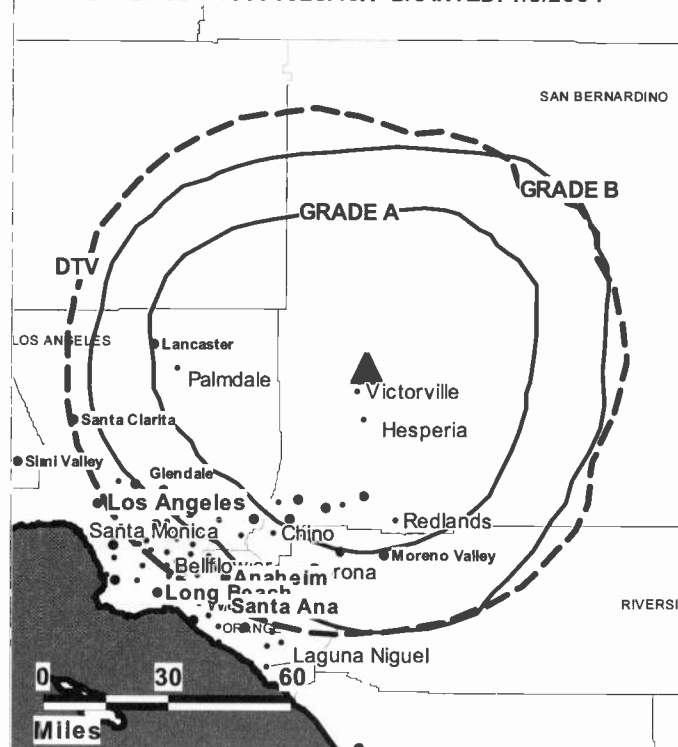 SAN BERNARDINO
GRADE B
GRADE A
DTV
LOS ANGELES
Lancaster
Palmdale
Victorville
Santa Clarita
Hesperia
Simi Valley
Glendale
Los Angeles
Redlands
Santa Monica
Chino
Moreno Valley
Anaheim
rona
Long Beach
Santa Ana
RIVERSI
ORANGE
Laguna Niguel
0 30 60
Miles